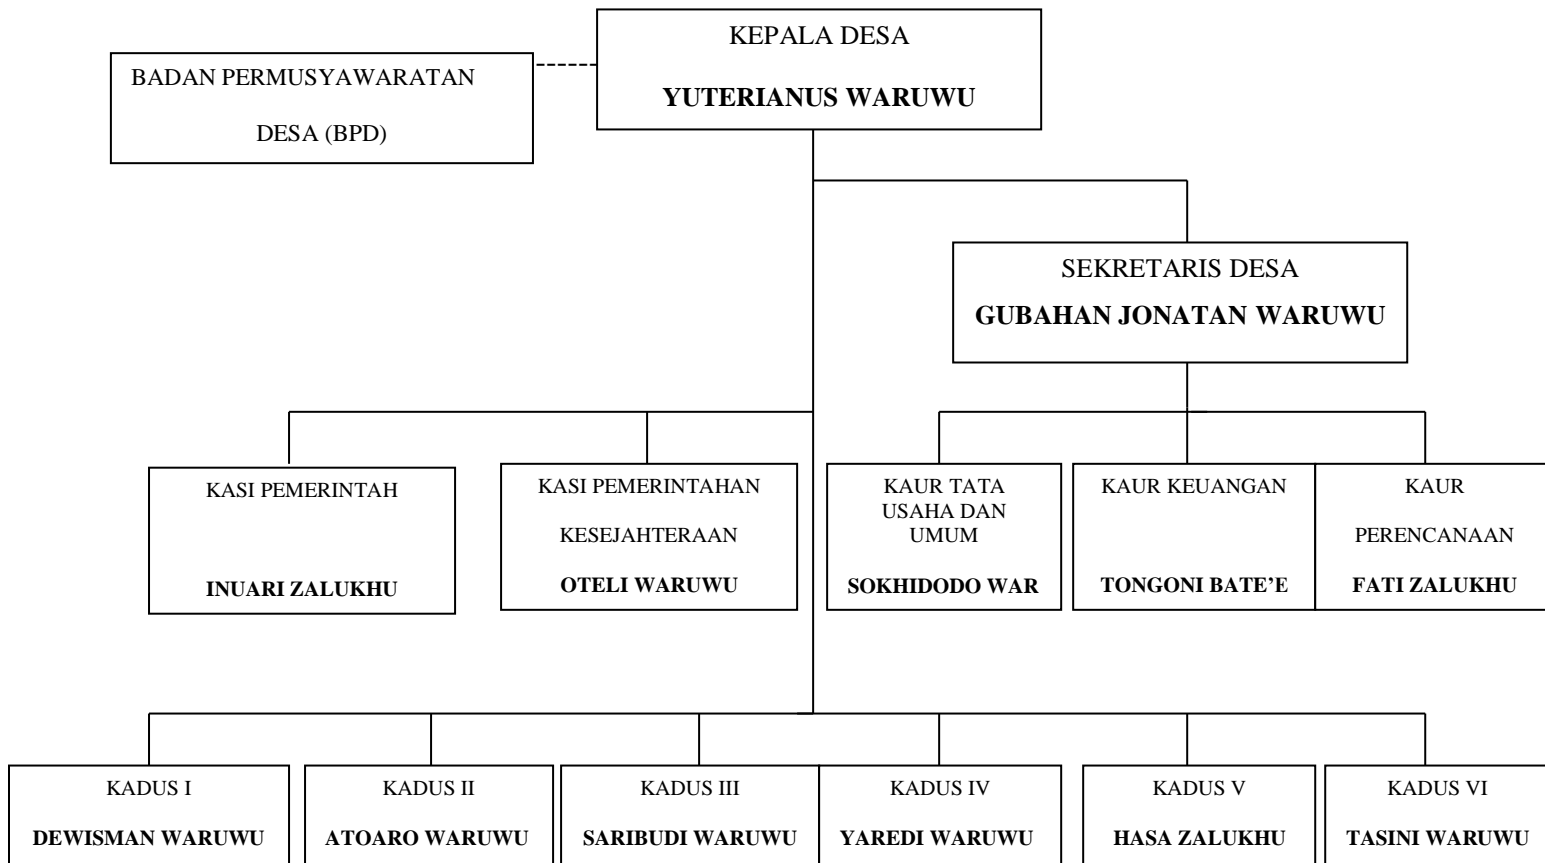 KEPALA DESA
YUTERIANUS WARUWU
BADAN PERMUSYAWARATAN
DESA (BPD)
SEKRETARIS DESA
GUBAHAN JONATAN WARUWU
KASI PEMERINTAH
INUARI ZALUKHU
KASI PEMERINTAHAN
KESEJAHTERAAN
OTELI WARUWU
KAUR TATA
USAHA DAN
UMUM
SOKHIDODO WAR
KAUR KEUANGAN
TONGONI BATE’E
KAUR
PERENCANAAN
FATI ZALUKHU
KADUS I
DEWISMAN WARUWU
KADUS II
ATOARO WARUWU
KADUS III
SARIBUDI WARUWU
KADUS IV
YAREDI WARUWU
KADUS V
HASA ZALUKHU
KADUS VI
TASINI WARUWU